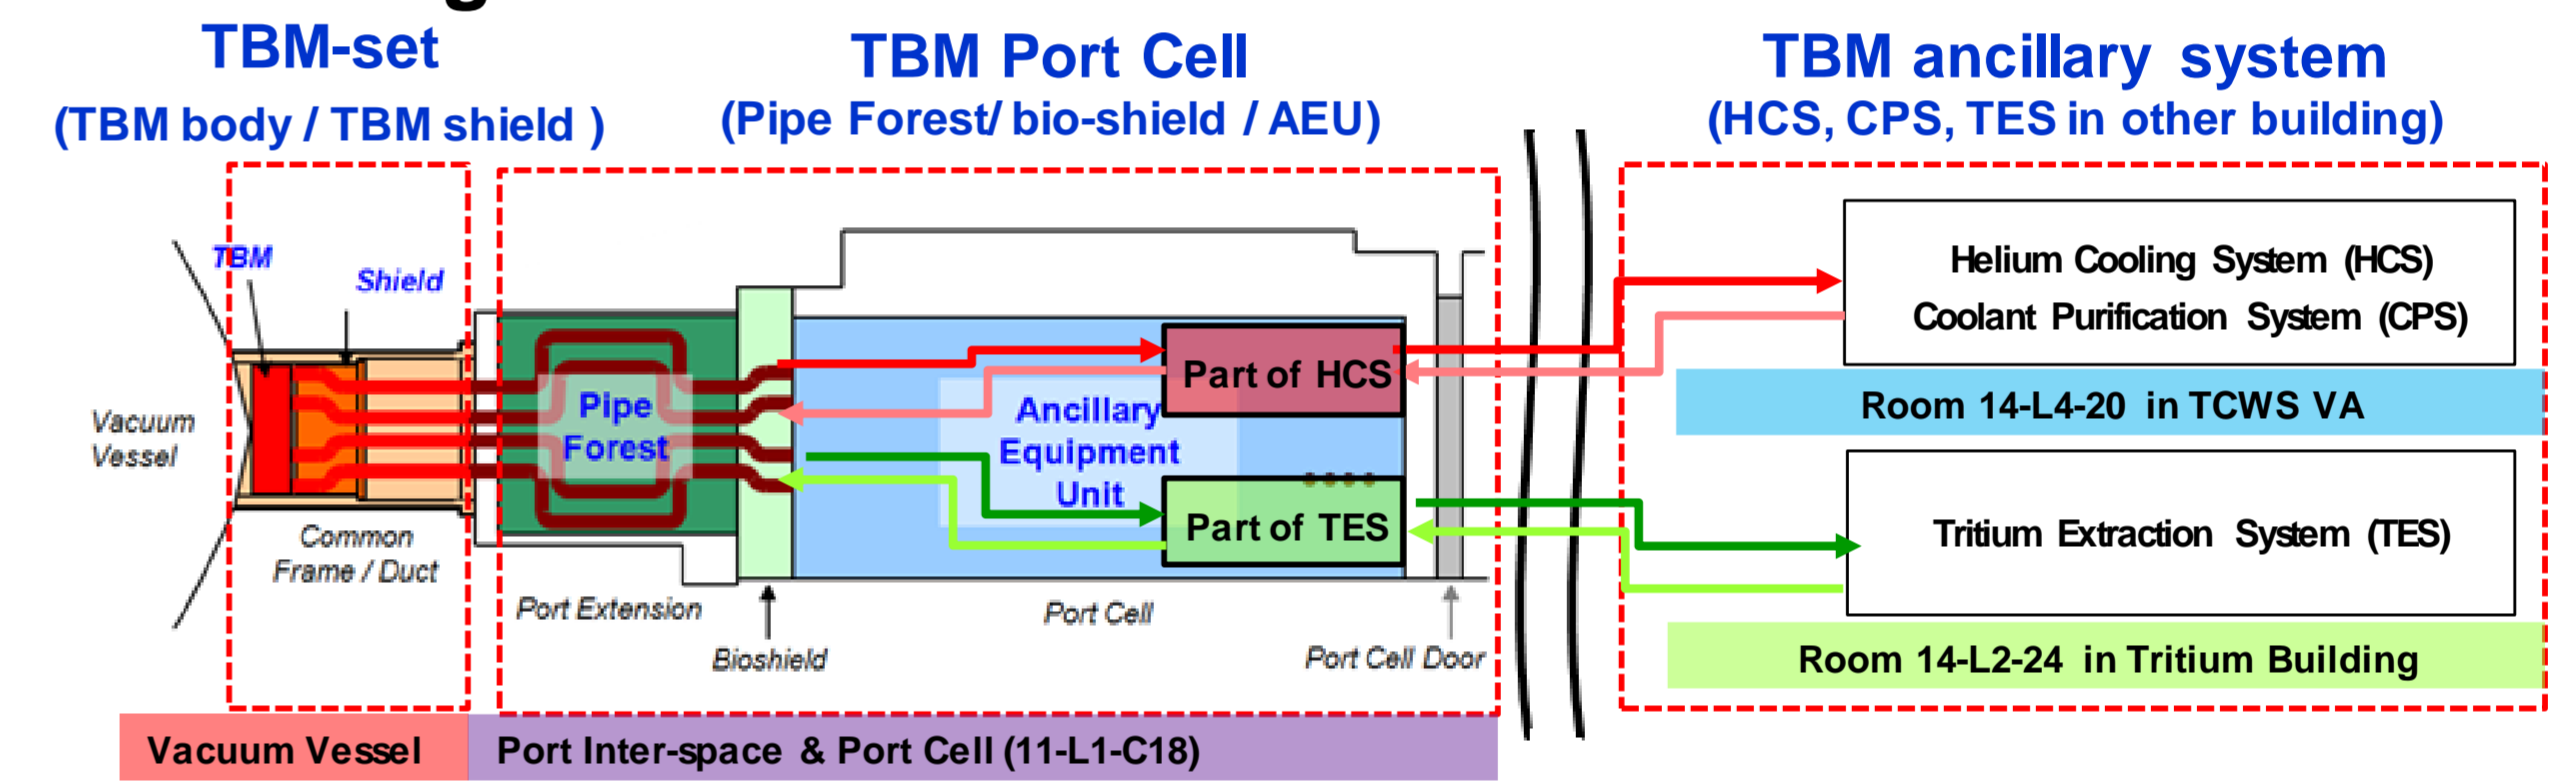 TBM-set
(TBM body / TBM shield )
TBM Port Cell
(Pipe Forest/ bio-shield / AEU)
TBM ancillary system
(HCS, CPS, TES in other building)
TBM
Shield
Vacuum
Vessel
Common
Frame / Duct
Pipe
Forest
Port Extension
Bioshield
Ancillary
Equipment
Unit
Part of HCS
Part of TES
Port Cell
Port Cell Door
Helium Cooling System (HCS)
Coolant Purification System (CPS)
Room 14-L4-20 in TCWS VA
Tritium Extraction System (TES)
Room 14-L2-24 in Tritium Building
Vacuum Vessel
Port Inter-space & Port Cell (11-L1-C18)